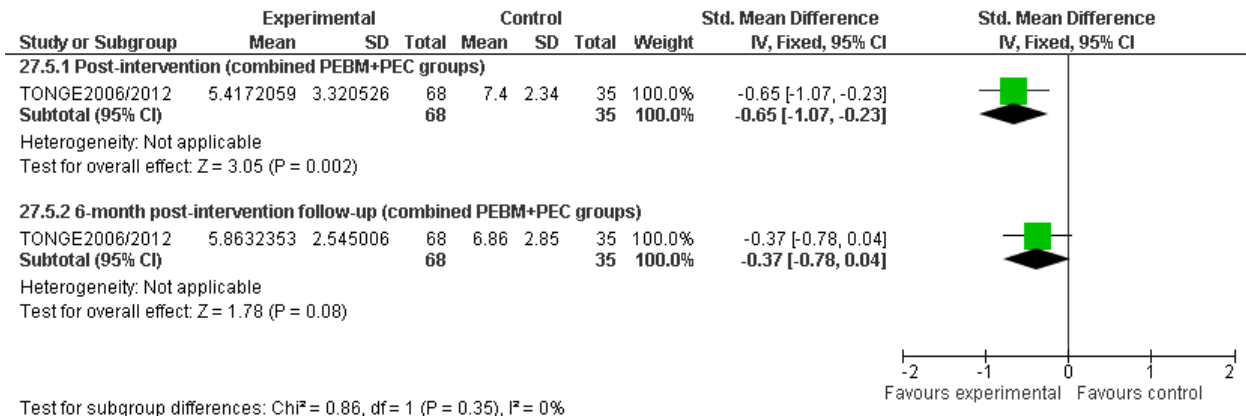 Experimental Control Std. Mean Difference Std. Mean Difference
Study or Subgroup Mean SD Total Mean SD Total Weight IV, Fixed, 95% CI IV, Fixed, 95% CI
27.5.1 Post-intervention (combined PEBM+PEC groups)
TONGE2006/2012 5.4172059 3.320526 68 7.4 2.34 35 100.0% -0.65 [-1.07, -0.23]
Subtotal (95% CI) 68 35 100.0% -0.65 [-1.07, -0.23]
Heterogeneity: Not applicable
Test for overall effect: Z = 3.05 (P = 0.002)
27.5.2 6-month post-intervention follow-up (combined PEBM+PEC groups)
TONGE2006/2012 5.8632353 2.545006 68 6.86 2.85 35 100.0% -0.37 [-0.78, 0.04]
Subtotal (95% CI) 68 35 100.0% -0.37 [-0.78, 0.04]
Heterogeneity: Not applicable
Test for overall effect: Z = 1.78 (P = 0.08)
-2 -1 0 1 2
Favours experimental Favours control
Test for subgroup differences: Chi² = 0.86, df = 1 (P = 0.35), I² = 0%